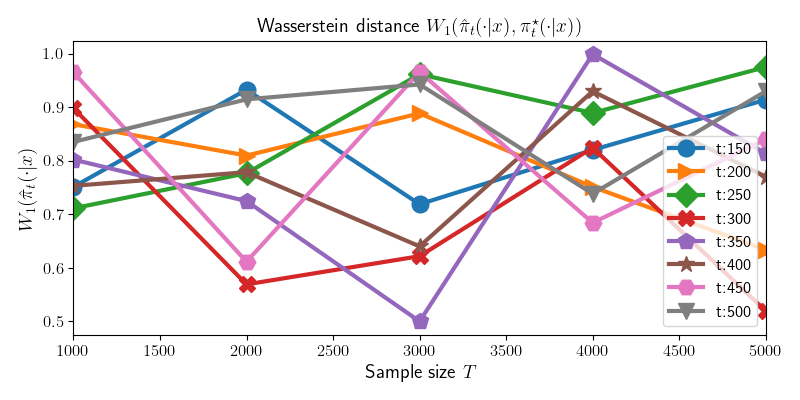 Wasserstein distance $W_1(\hat{\pi}_t(\cdot|x), \pi_t^\star(\cdot|x))$
$W_1(\hat{\pi}_t(\cdot|x)$
1.0
0.9
0.8
0.7
0.6
0.5
t:150
t:200
t:250
t:300
t:350
t:400
t:450
t:500
1000 1500 2000 2500 3000 3500 4000 4500 5000
Sample size $T$